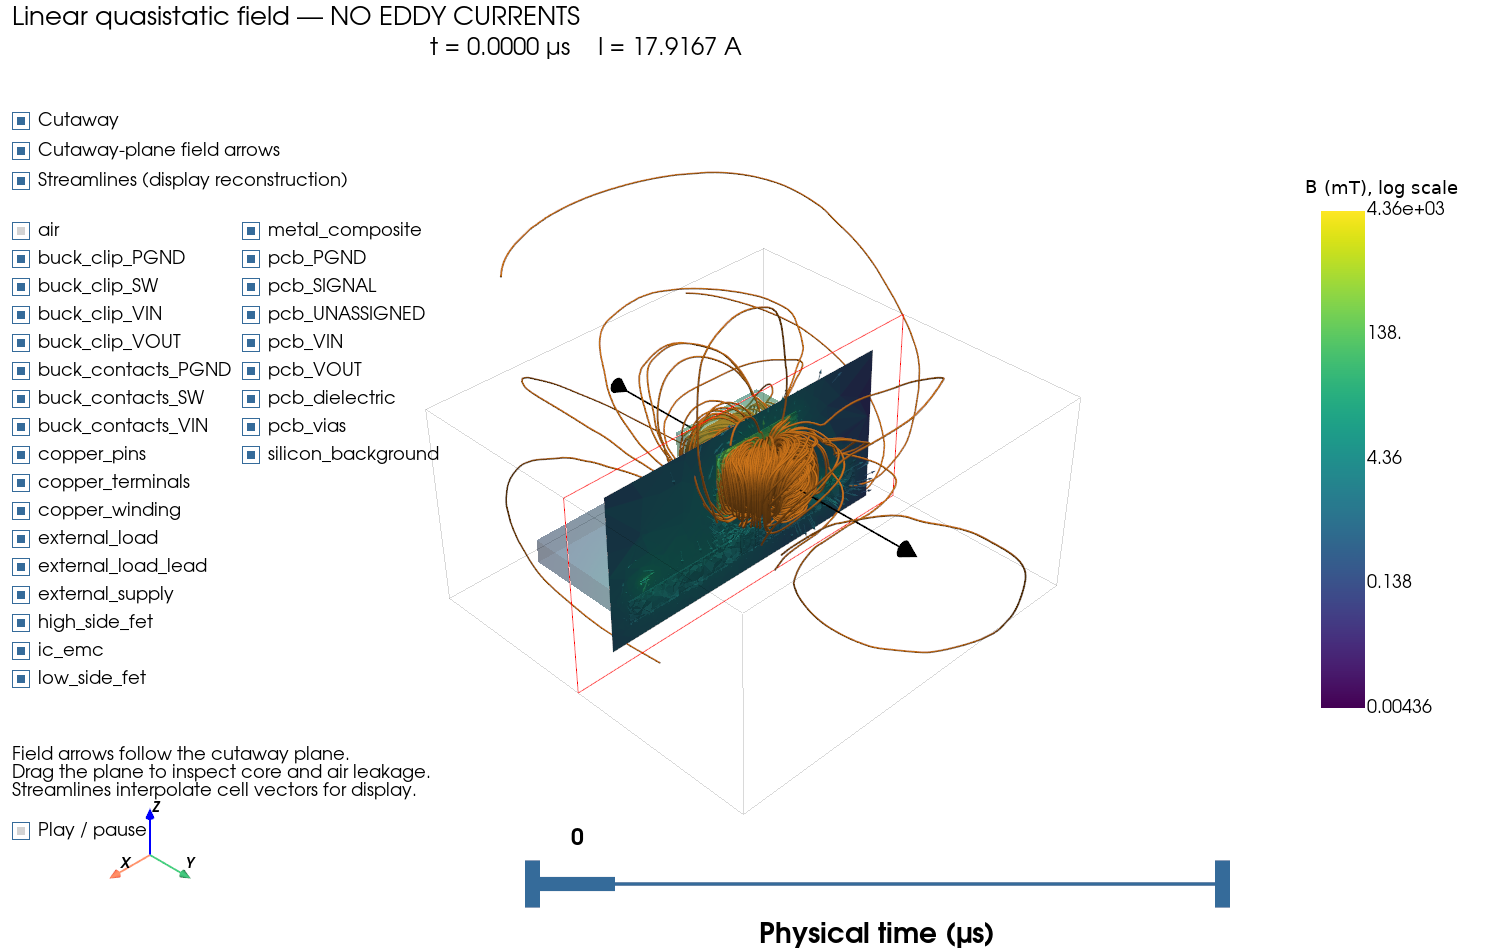 Linear quasistatic field — NO EDDY CURRENTS
t = 0.0000 µs I = 17.9167 A
Cutaway
Cutaway-plane field arrows
Streamlines (display reconstruction)
air
buck_clip_PGND
buck_clip_SW
buck_clip_VIN
buck_clip_VOUT
buck_contacts_PGND
buck_contacts_SW
buck_contacts_VIN
copper_pins
copper_terminals
copper_winding
external_load
external_load_lead
external_supply
high_side_fet
ic_emc
low_side_fet
metal_composite
pcb_PGND
pcb_SIGNAL
pcb_UNASSIGNED
pcb_VIN
pcb_VOUT
pcb_dielectric
pcb_vias
silicon_background
B (mT), log scale
4.36e+03
138.
4.36
0.138
0.00436
Field arrows follow the cutaway plane.
Drag the plane to inspect core and air leakage.
Streamlines interpolate cell vectors for display.
Play / pause
Z
X
Y
0
Physical time (µs)